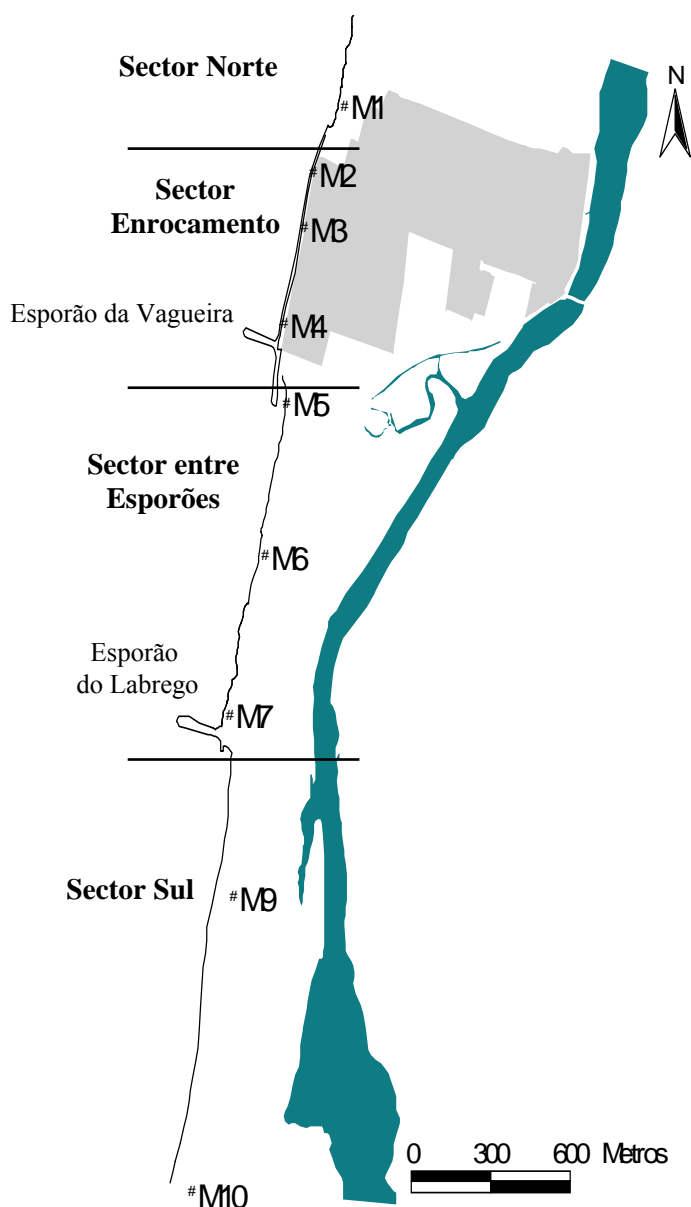 Sector Norte
N
#M1
#M2
Sector
Enrocamento
#M3
Esporão da Vagueira
#M4
#M5
Sector entre
Esporões
#M6
Esporão
do Labrego
#M7
Sector Sul
#M9
0 300 600 Metros
#M10